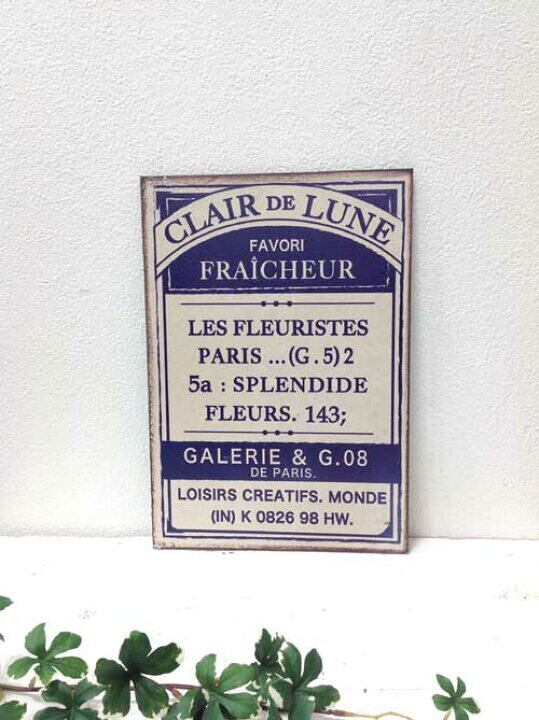 CLAIR DE LUNE
FAVORI
FRAÎCHEUR
LES FLEURISTES
PARIS ...(G.5)2
5a : SPLENDIDE
FLEURS. 143;
GALERIE & G.08
DE PARIS.
LOISIRS CREATIFS. MONDE
(IN) K 0826 98 HW.